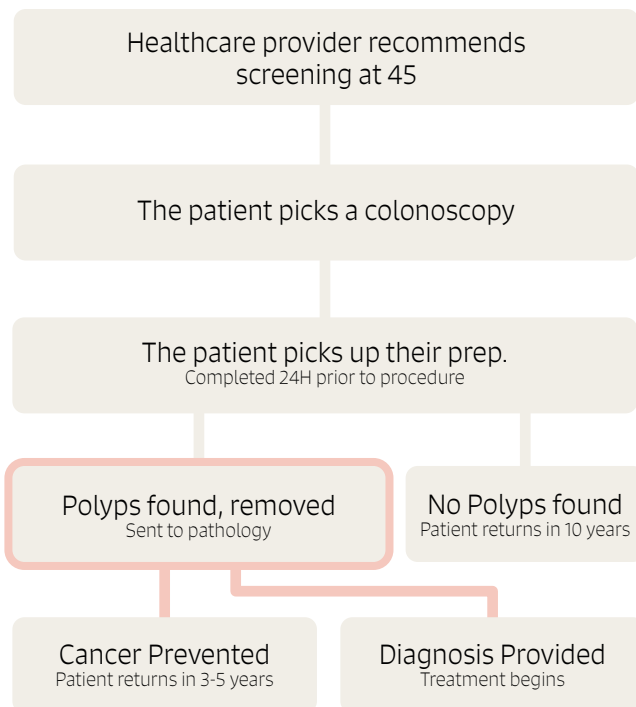 Healthcare provider recommends
screening at 45
The patient picks a colonoscopy
The patient picks up their prep.
Completed 24H prior to procedure
Polyps found, removed
Sent to pathology
No Polyps found
Patient returns in 10 years
Cancer Prevented
Patient returns in 3-5 years
Diagnosis Provided
Treatment begins